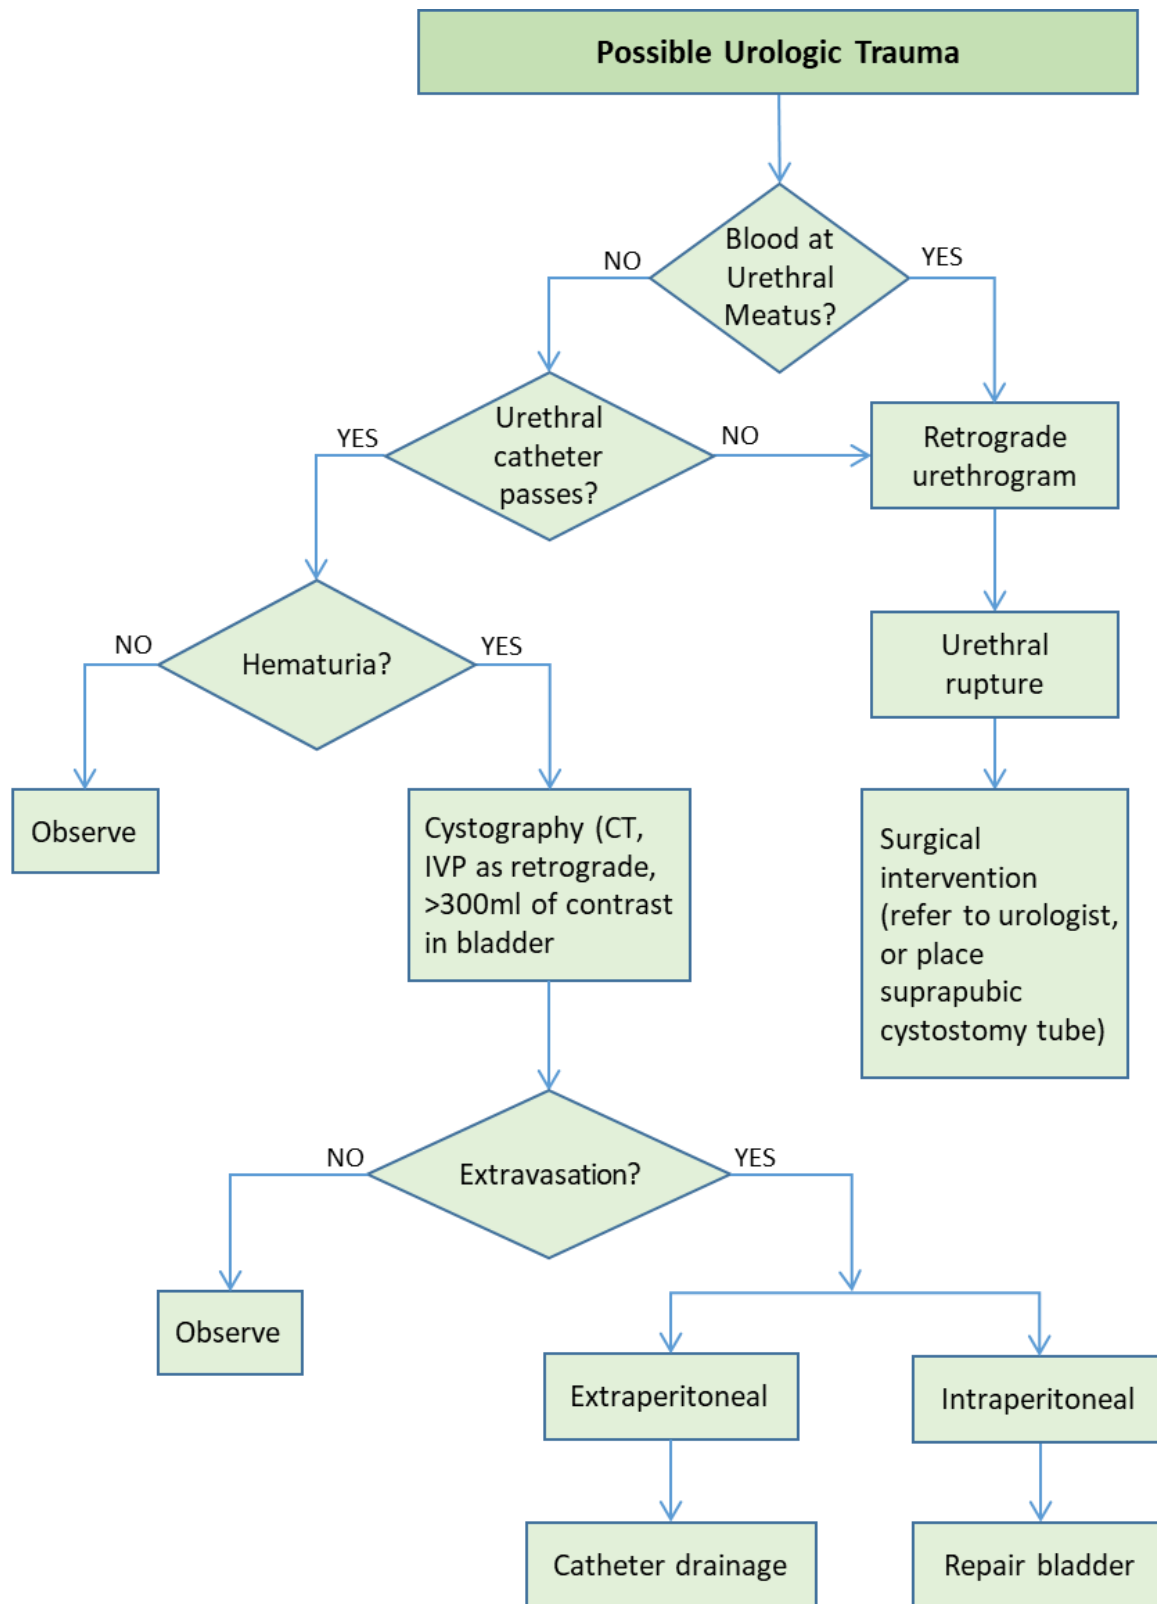 Possible Urologic Trauma
Blood at
Urethral
Meatus?
NO
YES
Urethral
catheter
passes?
YES
NO
Retrograde
urethrogram
Hematuria?
NO
YES
Urethral
rupture
Observe
Cystography (CT,
IVP as retrograde,
>300ml of contrast
in bladder
Surgical
intervention
(refer to urologist,
or place
suprapubic
cystostomy tube)
Extravasation?
NO
YES
Observe
Extraperitoneal
Intraperitoneal
Catheter drainage
Repair bladder